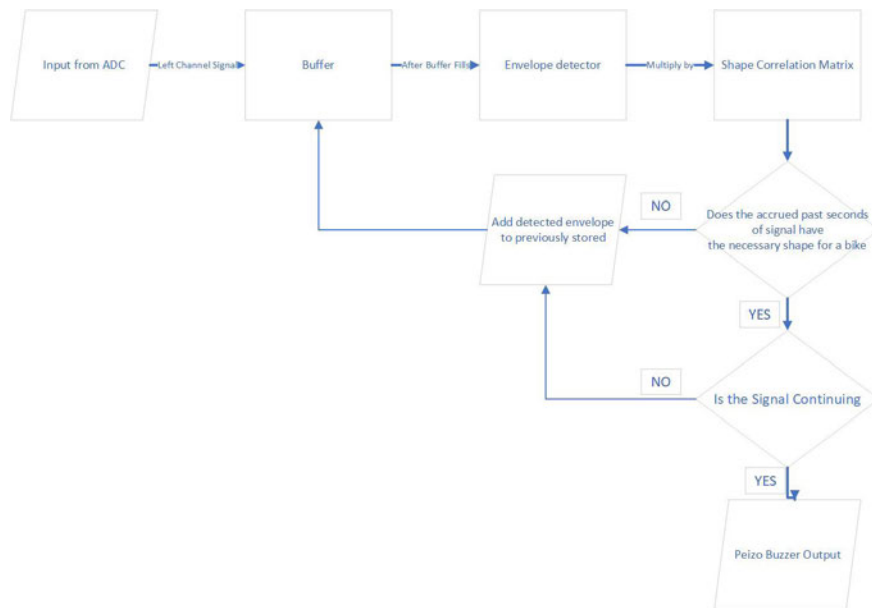 Input from ADC
Left Channel Signal
Buffer
After Buffer Fills
Envelope detector
Multiply by
Shape Correlation Matrix
Does the accrued past seconds
of signal have
the necessary shape for a bike
NO
Add detected envelope
to previously stored
YES
Is the Signal Continuing
NO
YES
Peizo Buzzer Output